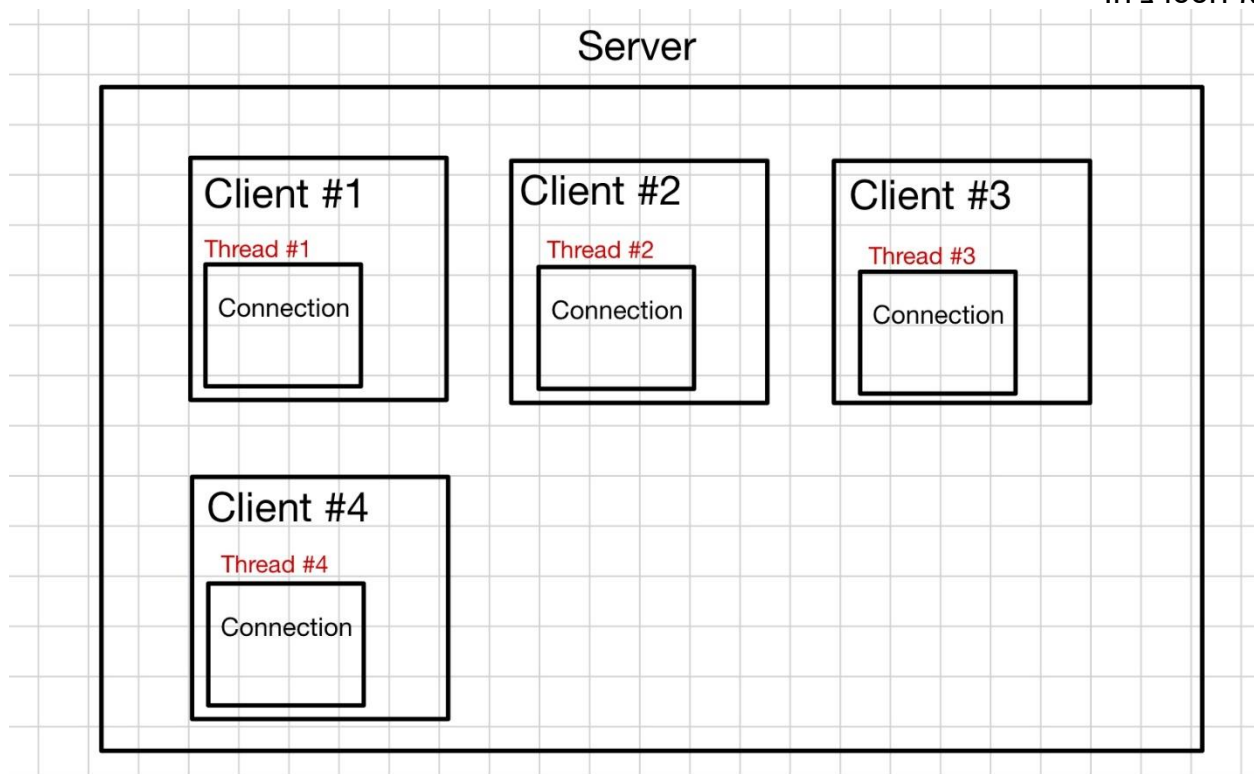 Server
Client #1
Thread #1
Connection
Client #2
Thread #2
Connection
Client #3
Thread #3
Connection
Client #4
Thread #4
Connection